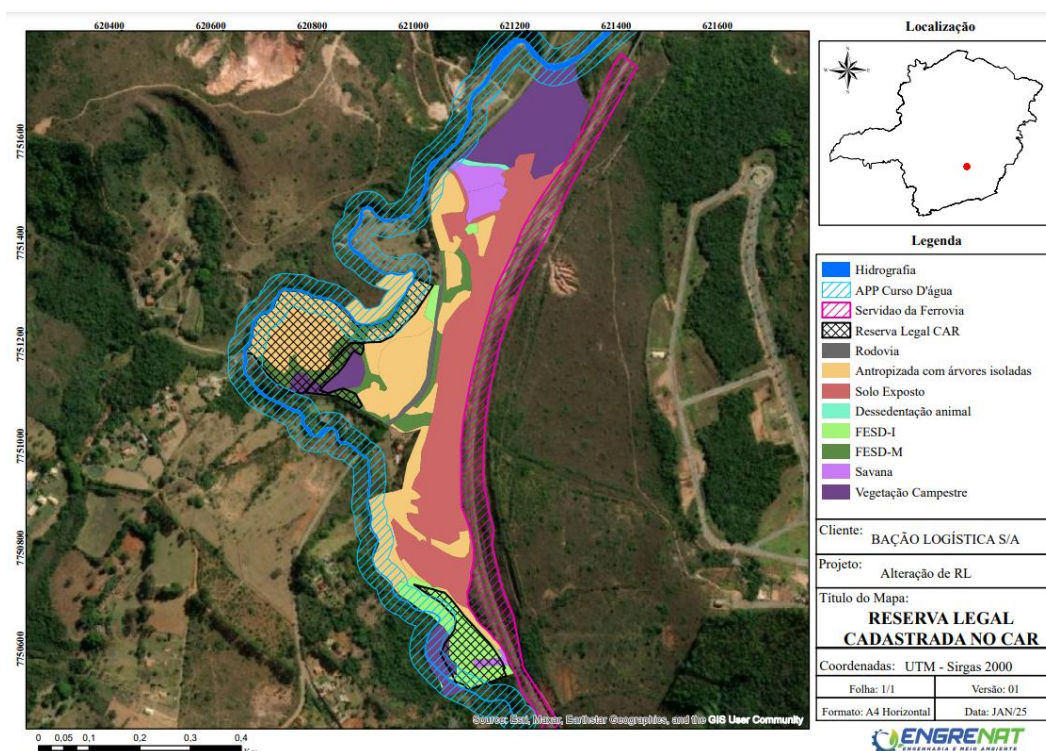 620400 620600 620800 621000 621200 621400 621600
7751600
7751400
7751200
7751000
7750800
7750600
Source: Esri, Maxar, Earthstar Geographics, and the GIS User Community
0 0,05 0,1 0,2 0,3 0,4
Km
Localização
N
Legenda
Hidrografia
APP Curso D'água
Servidao da Ferrovia
Reserva Legal CAR
Rodovia
Antropizada com árvores isoladas
Solo Exposto
Dessedentação animal
FESD-I
FESD-M
Savana
Vegetação Campestre
Cliente: BAÇÃO LOGÍSTICA S/A
Projeto: Alteração de RL
Título do Mapa:
RESERVA LEGAL
CADASTRADA NO CAR
Coordenadas: UTM - Sirgas 2000
Folha: 1/1 Versão: 01
Formato: A4 Horizontal Data: JAN/25
ENGRENAT
ENGENHARIA E MEIO AMBIENTE